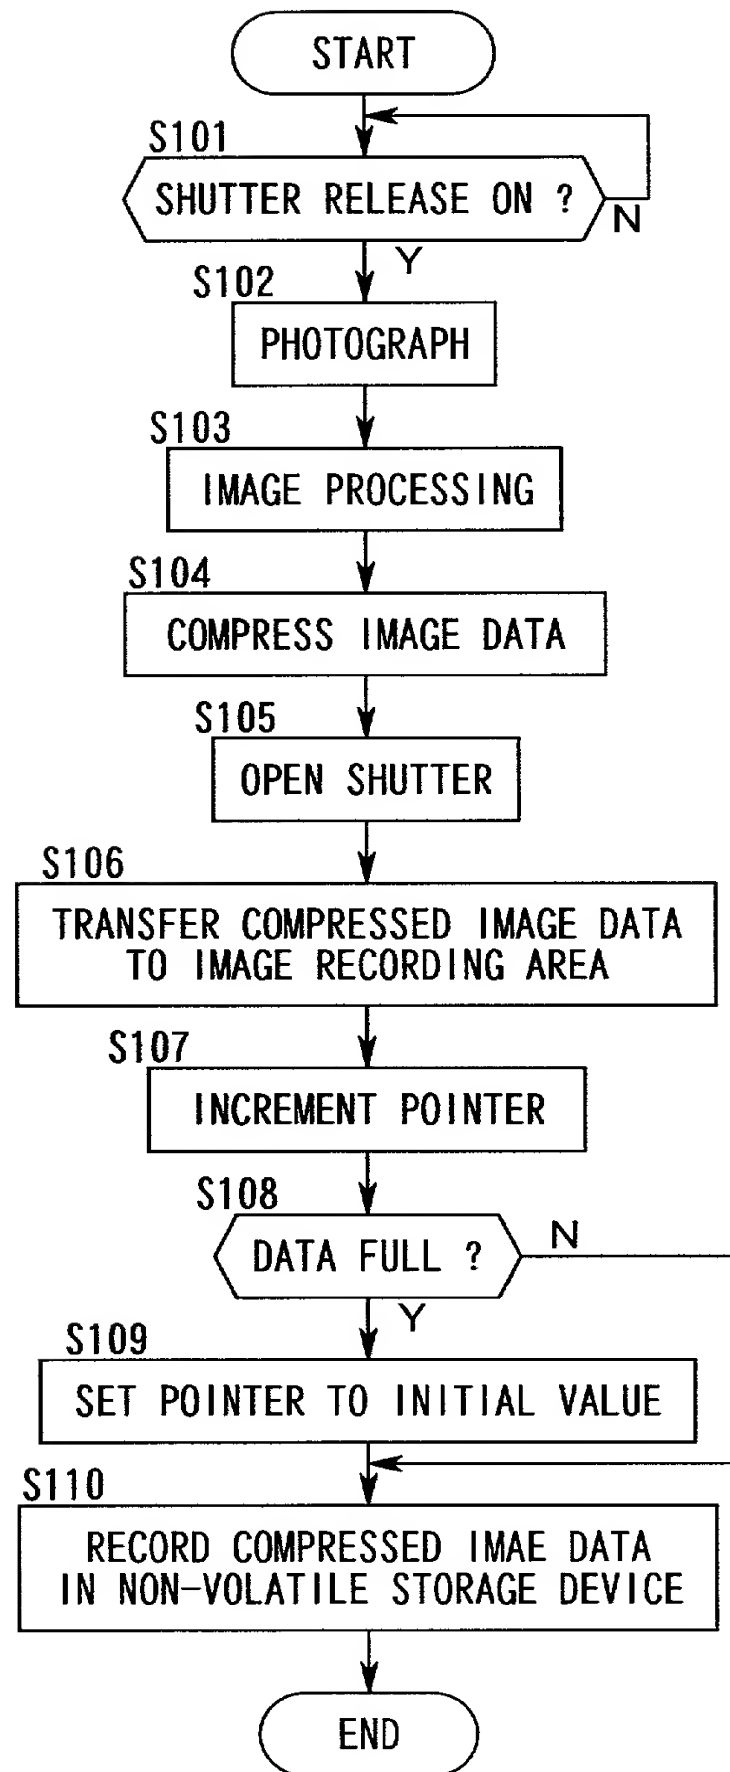 START
S101
SHUTTER RELEASE ON ?
N
Y
S102
PHOTOGRAPH
S103
IMAGE PROCESSING
S104
COMPRESS IMAGE DATA
S105
OPEN SHUTTER
S106
TRANSFER COMPRESSED IMAGE DATA
TO IMAGE RECORDING AREA
S107
INCREMENT POINTER
S108
DATA FULL ?
N
Y
S109
SET POINTER TO INITIAL VALUE
S110
RECORD COMPRESSED IMAE DATA
IN NON-VOLATILE STORAGE DEVICE
END